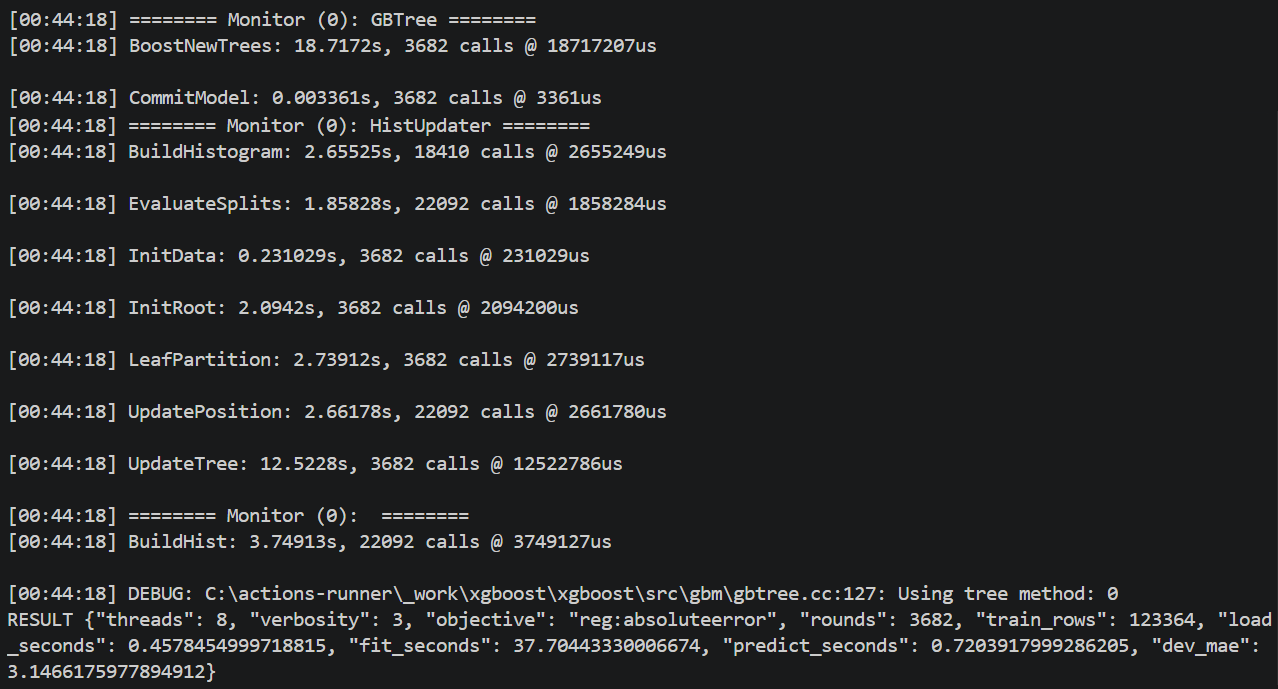 [00:44:18] ======== Monitor (0): GBTree ========
[00:44:18] BoostNewTrees: 18.7172s, 3682 calls @ 18717207us
[00:44:18] CommitModel: 0.003361s, 3682 calls @ 3361us
[00:44:18] ======== Monitor (0): HistUpdater ========
[00:44:18] BuildHistogram: 2.65525s, 18410 calls @ 2655249us
[00:44:18] EvaluateSplits: 1.85828s, 22092 calls @ 1858284us
[00:44:18] InitData: 0.231029s, 3682 calls @ 231029us
[00:44:18] InitRoot: 2.0942s, 3682 calls @ 2094200us
[00:44:18] LeafPartition: 2.73912s, 3682 calls @ 2739117us
[00:44:18] UpdatePosition: 2.66178s, 22092 calls @ 2661780us
[00:44:18] UpdateTree: 12.5228s, 3682 calls @ 12522786us
[00:44:18] ======== Monitor (0):  ========
[00:44:18] BuildHist: 3.74913s, 22092 calls @ 3749127us
[00:44:18] DEBUG: C:\actions-runner\_work\xgboost\xgboost\src\gbm\gbtree.cc:127: Using tree method: 0
RESULT {"threads": 8, "verbosity": 3, "objective": "reg:absoluteerror", "rounds": 3682, "train_rows": 123364, "load
_seconds": 0.4578454999718815, "fit_seconds": 37.70443330006674, "predict_seconds": 0.7203917999286205, "dev_mae":
3.1466175977894912}